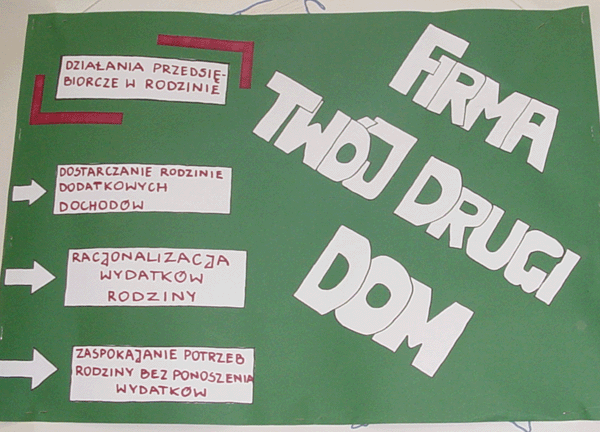 DZIAŁANIA PRZEDSIĘ-
BIORCZE W RODZINIE
DOSTARCZANIE RODZINIE
DODATKOWYCH
DOCHODÓW
RACJONALIZACJA
WYDATKÓW
RODZINY
ZASPOKAJANIE POTRZEB
RODZINY BEZ PONOSZENIA
WYDATKÓW
FIRMA
TWÓJ DRUGI
DOM